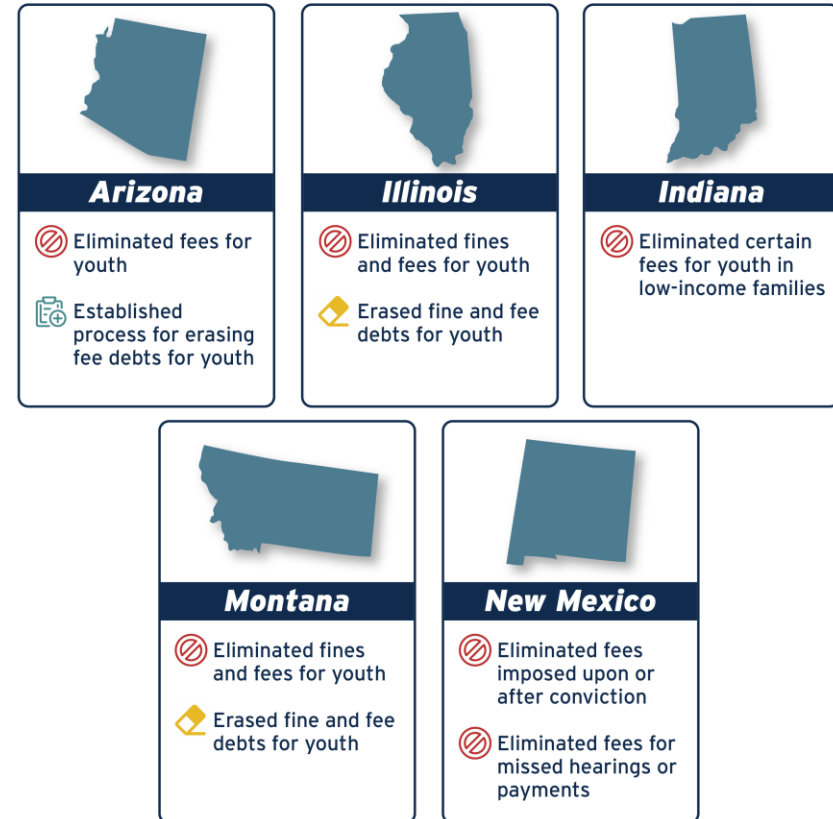 Arizona
Eliminated fees for
youth
Established
process for erasing
fee debts for youth
Illinois
Eliminated fines
and fees for youth
Erased fine and fee
debts for youth
Indiana
Eliminated certain
fees for youth in
low-income families
Montana
Eliminated fines
and fees for youth
Erased fine and fee
debts for youth
New Mexico
Eliminated fees
imposed upon or
after conviction
Eliminated fees for
missed hearings or
payments